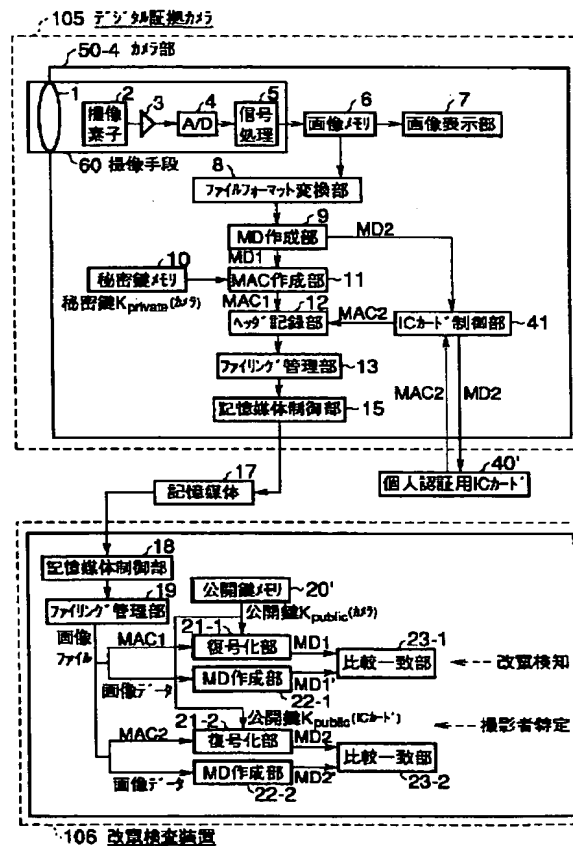 105 デジタル証拠カメラ
50-4 カメラ部
1
2
3
4
5
6
7
撮像素子
A/D
信号処理
画像メモリ
画像表示部
60 撮像手段
8
ファイルフォーマット変換部
9
MD作成部
MD2
MD1
10
秘密鍵メモリ
MAC作成部
11
秘密鍵Kprivate(カメラ)
MAC1
12
ヘッダ記録部
MAC2
ICカード制御部
41
ファイリング管理部
13
MAC2
MD2
記憶媒体制御部
15
17
記憶媒体
40'
個人認証用ICカード
18
記憶媒体制御部
19
ファイリング管理部
公開鍵メモリ
20'
公開鍵Kpublic(カメラ)
画像ファイル
MAC1
21-1
復号化部
MD1
23-1
比較一致部
改竄検知
画像データ
MD作成部
MD1'
22-1
公開鍵Kpublic(ICカード)
撮影者特定
MAC2
21-2
復号化部
MD2
比較一致部
23-2
画像データ
MD作成部
MD2'
22-2
106 改竄検査装置